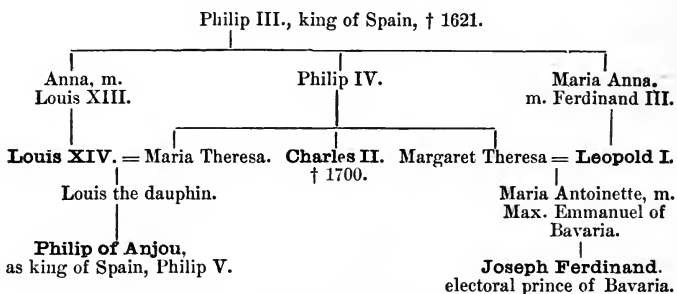 Philip III., king of Spain, † 1621.
Anna, m. Philip IV. Maria Anna.
Louis XIII. m. Ferdinand III.
Louis XIV. = Maria Theresa. Charles II. Margaret Theresa = Leopold I.
† 1700.
Louis the dauphin. Maria Antoinette, m.
Max. Emmanuel of
Bavaria.
Philip of Anjou,
as king of Spain, Philip V. Joseph Ferdinand.
electoral prince of Bavaria.